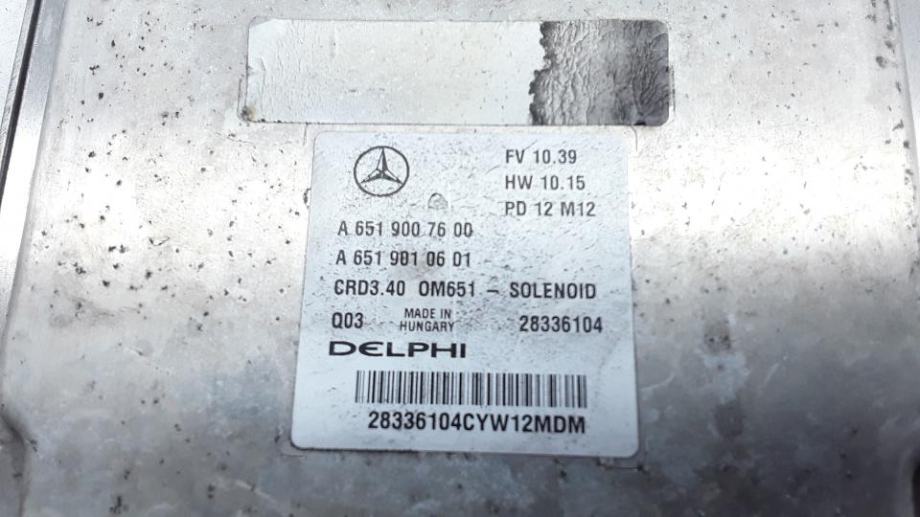 FV 10.39
HW 10.15
PD 12 M12
A 651 900 76 00
A 651 901 06 01
CRD3.40 OM651 - SOLENOID
Q03 MADE IN HUNGARY 28336104
DELPHI
28336104CYW12MDM